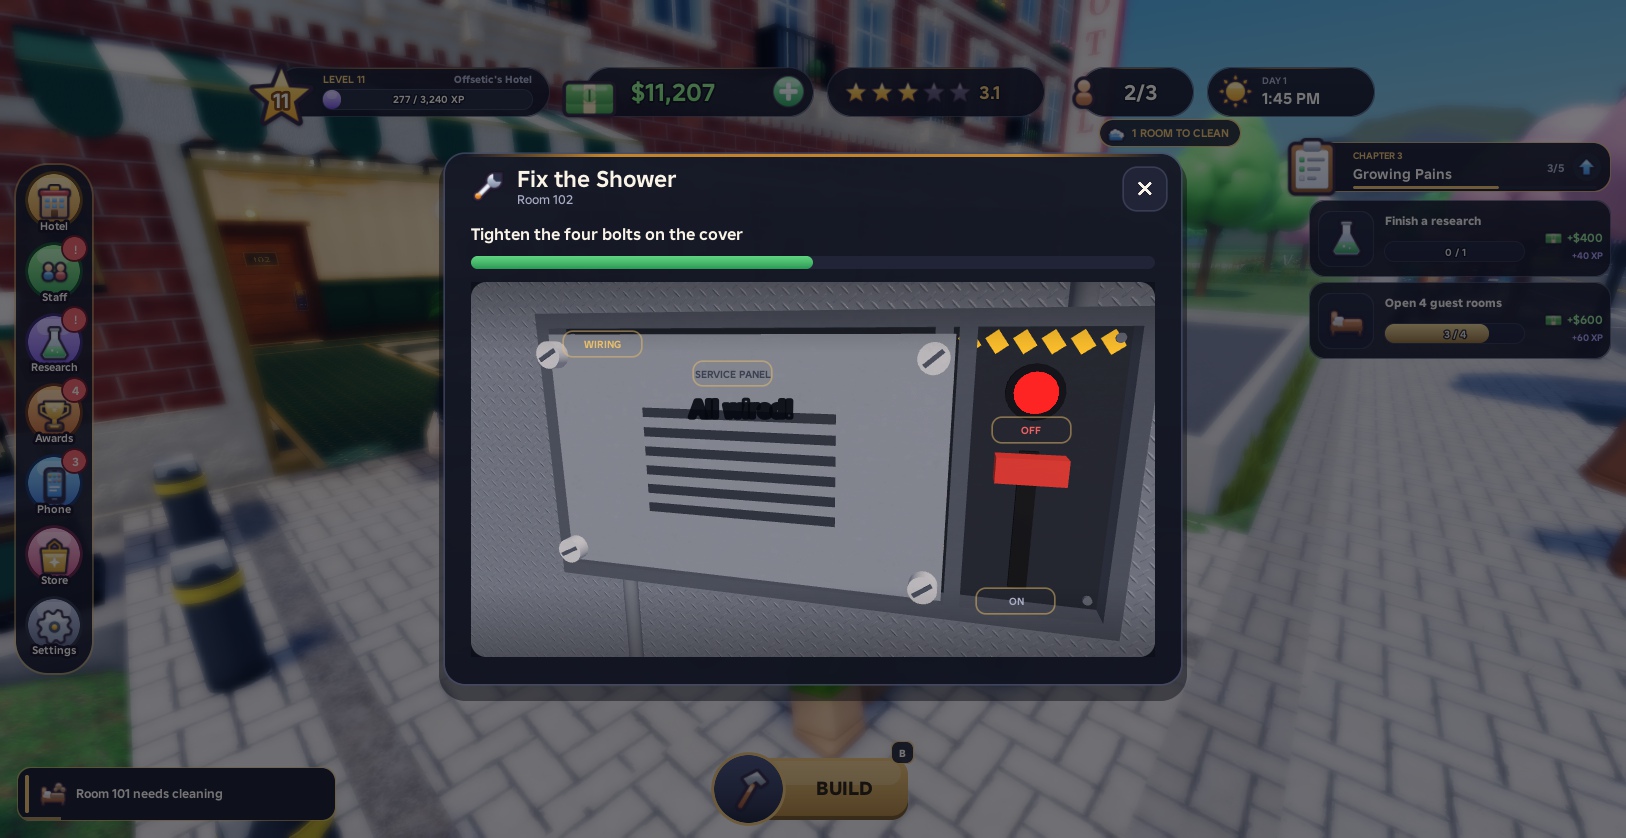 LEVEL 11
Offsetic's Hotel
11
277 / 3,240 XP
$11,207
3.1
2/3
DAY 1
1:45 PM
1 ROOM TO CLEAN
CHAPTER 3
Growing Pains
3/5
Finish a research
0 / 1
+$400
+40 XP
Open 4 guest rooms
3 / 4
+$600
+60 XP
Hotel
!
Staff
!
Research
4
Awards
3
Phone
Store
Settings
Fix the Shower
Room 102
Tighten the four bolts on the cover
WIRING
SERVICE PANEL
All wired!
OFF
ON
Room 101 needs cleaning
B
BUILD